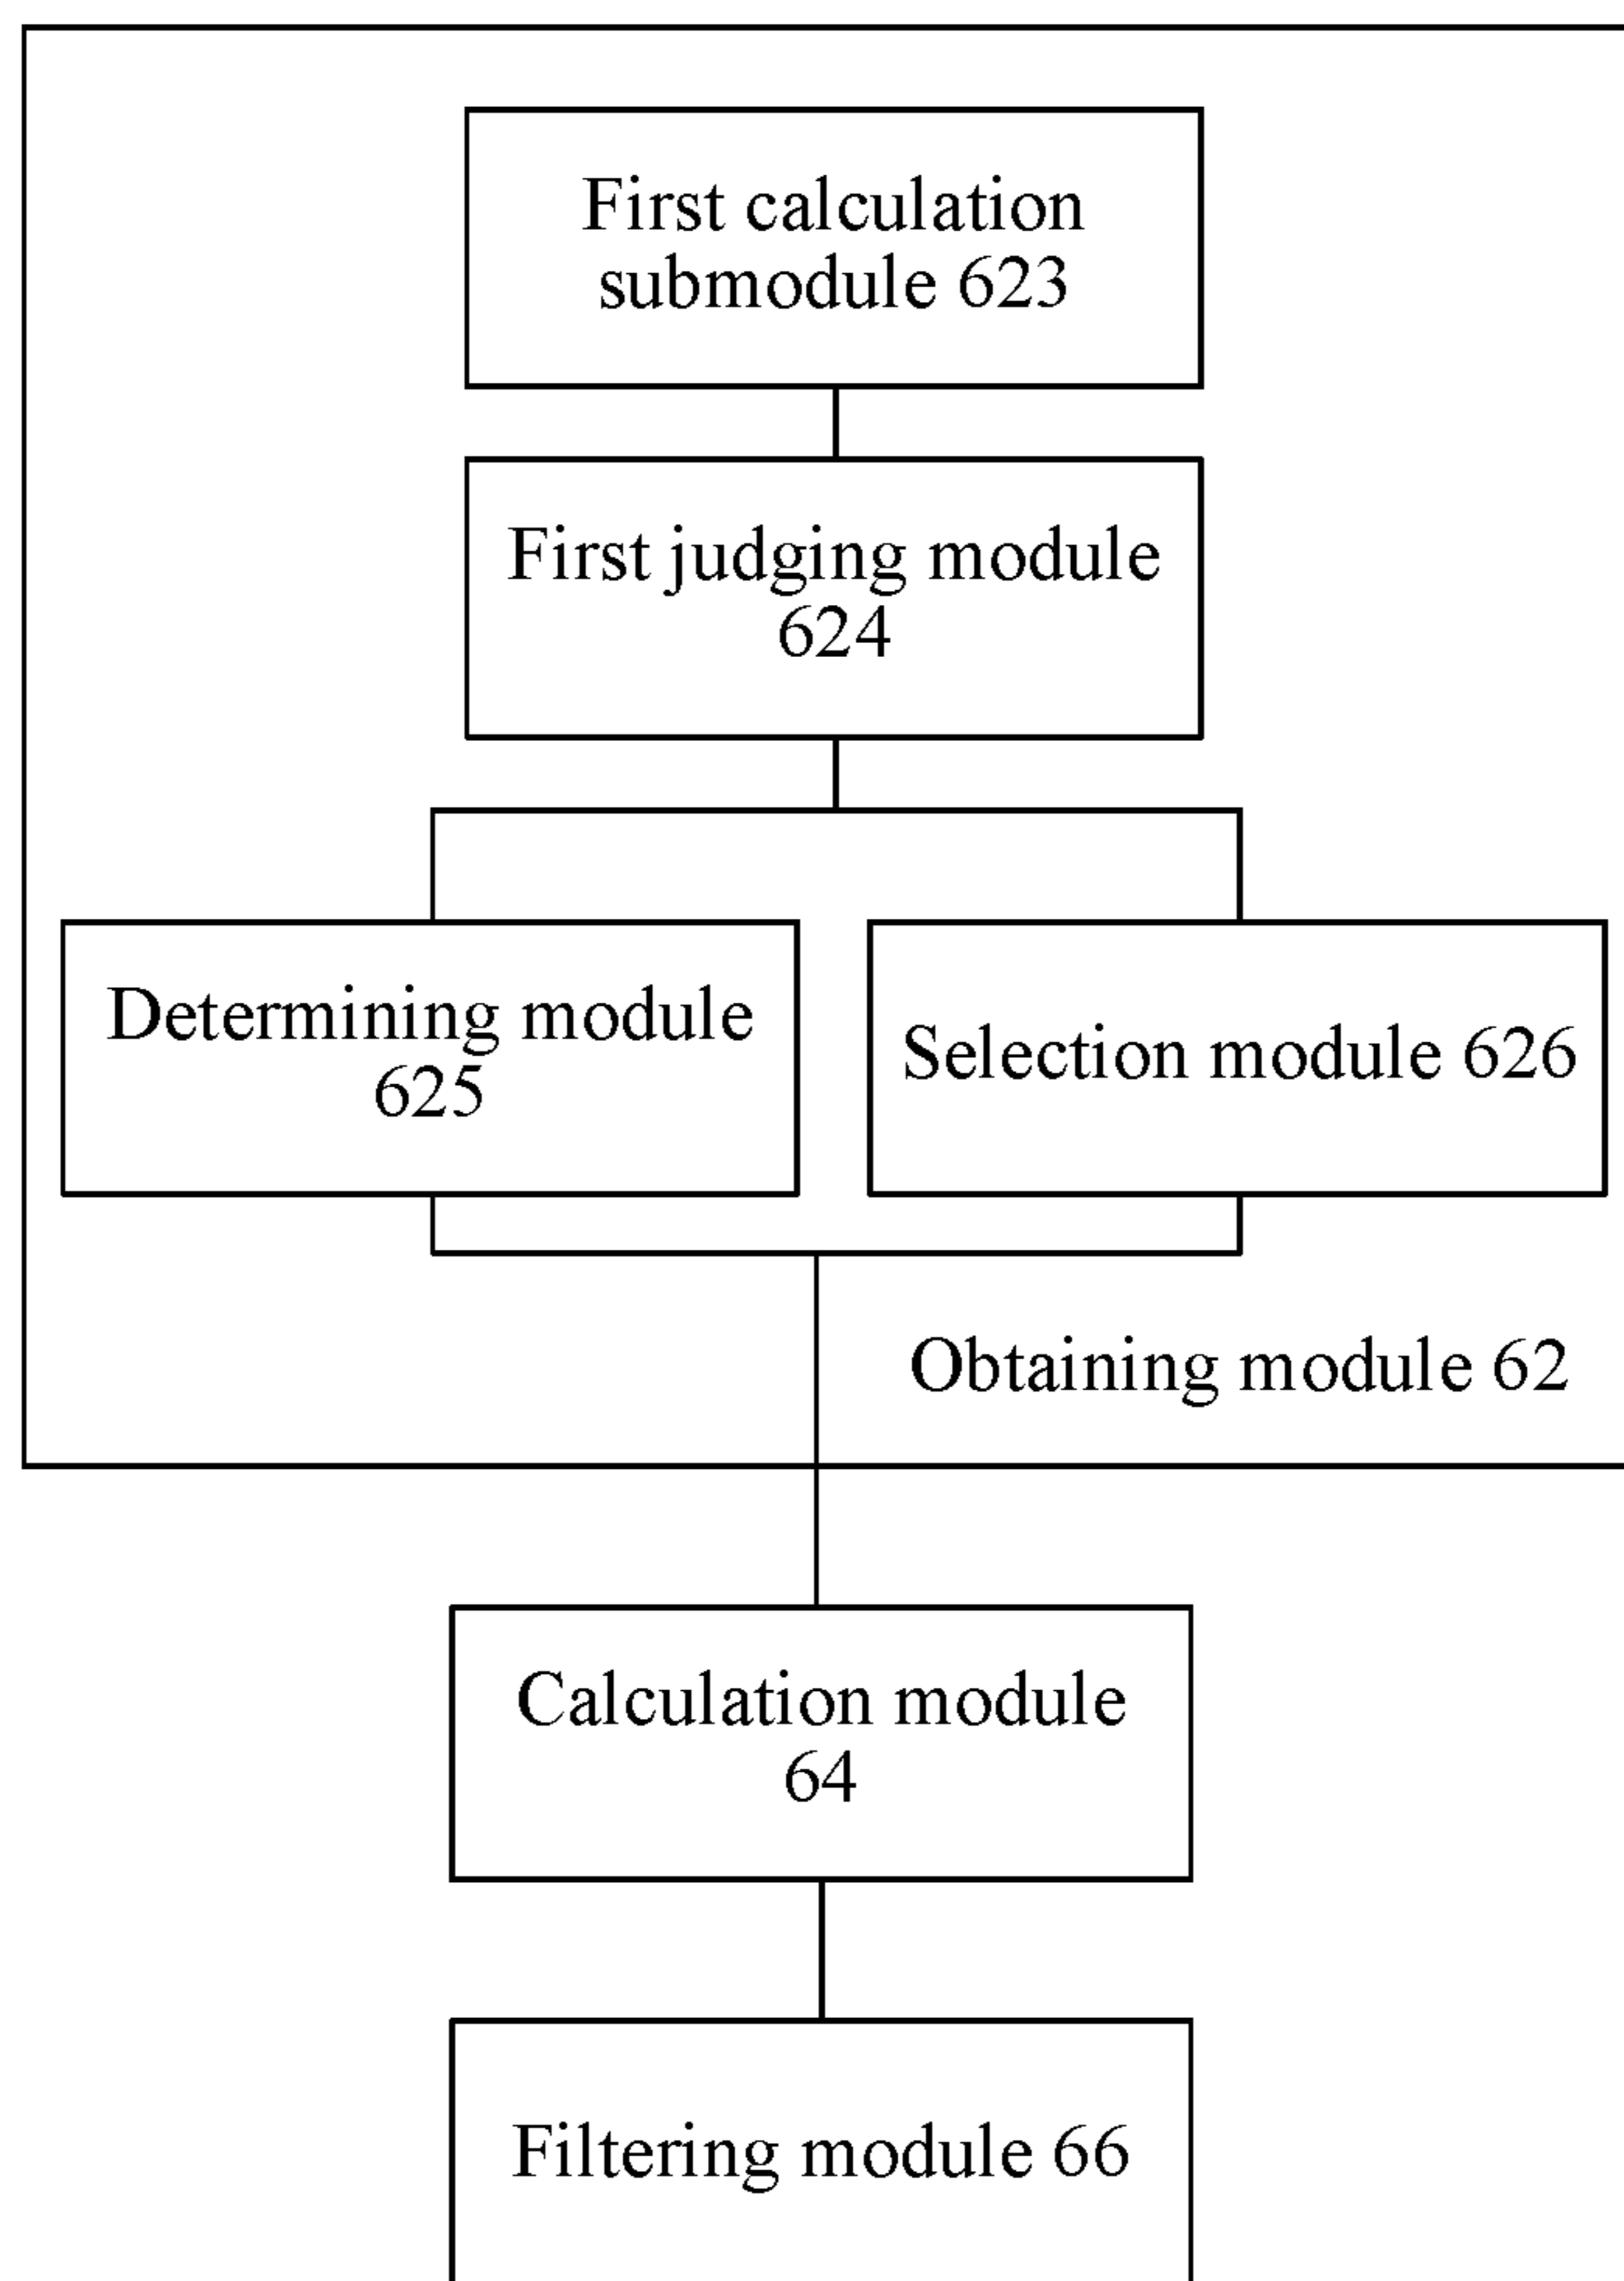 First calculation
submodule 623
First judging module
624
Determining module
625
Selection module 626
Obtaining module 62
Calculation module
64
Filtering module 66